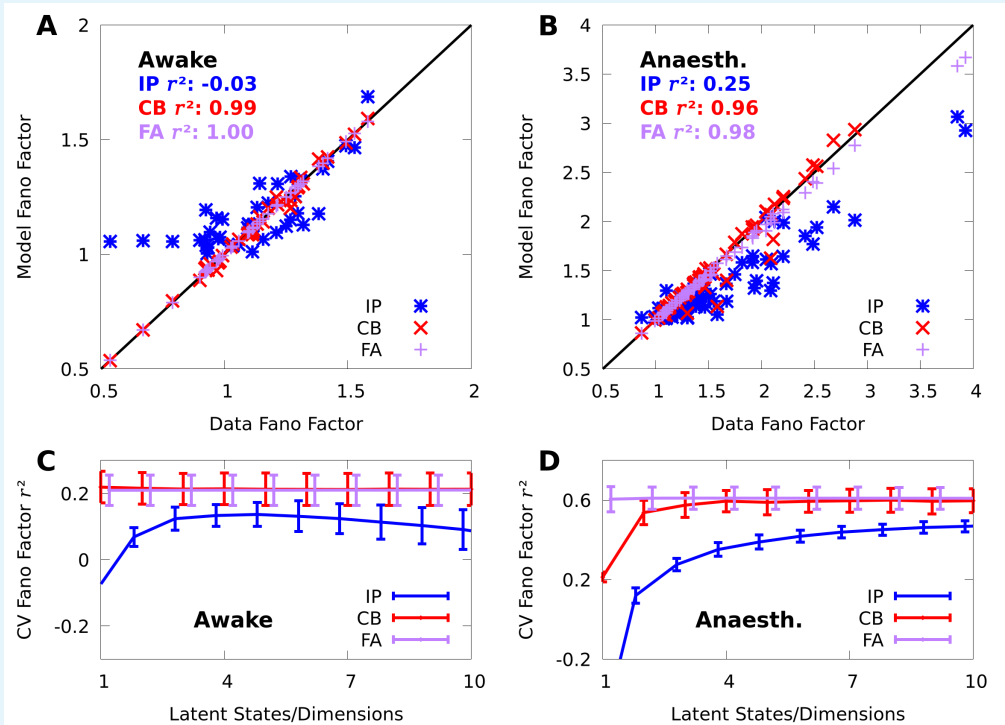 A
Awake
IP r²: -0.03
CB r²: 0.99
FA r²: 1.00
2
1.5
1
0.5
Model Fano Factor
IP
CB
FA
0.5 1 1.5 2
Data Fano Factor
B
Anaesth.
IP r²: 0.25
CB r²: 0.96
FA r²: 0.98
4
3.5
3
2.5
2
1.5
1
0.5
Model Fano Factor
IP
CB
FA
0.5 1 1.5 2 2.5 3 3.5 4
Data Fano Factor
C
0.2
0
-0.2
CV Fano Factor r²
Awake
IP
CB
FA
1 4 7 10
Latent States/Dimensions
D
0.6
0.2
-0.2
CV Fano Factor r²
Anaesth.
IP
CB
FA
1 4 7 10
Latent States/Dimensions